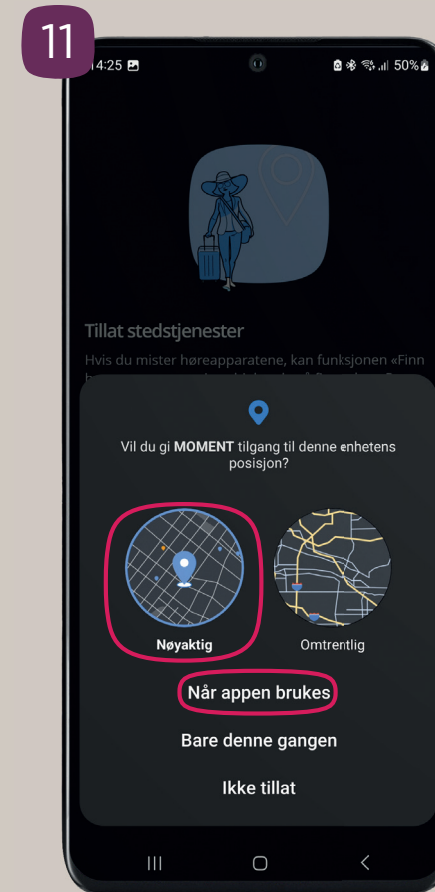 11
14:25
50%
Tillat stedstjenester
Hvis du mister høreapparatene, kan funksjonen «Finn
Vil du gi MOMENT tilgang til denne enhetens
posisjon?
Nøyaktig
Omtrentlig
Når appen brukes
Bare denne gangen
Ikke tillat